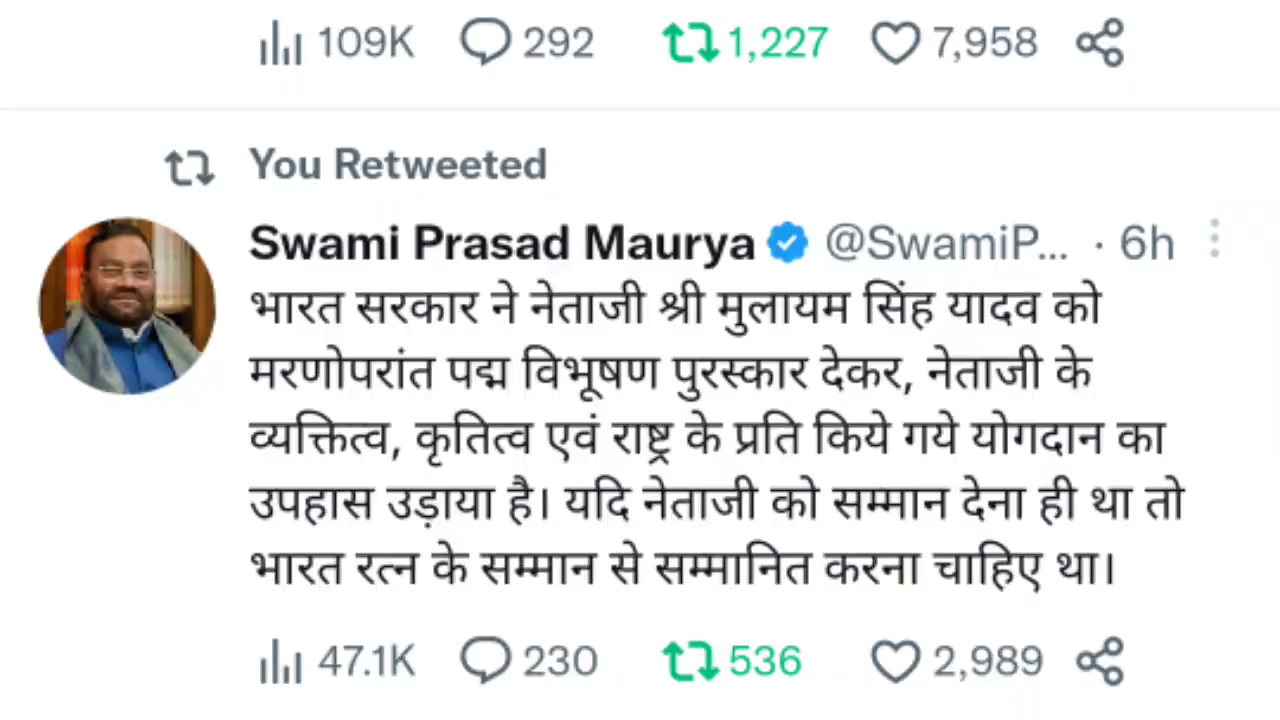 109K 292 1,227 7,958
You Retweeted
Swami Prasad Maurya @SwamiP... · 6h
भारत सरकार ने नेताजी श्री मुलायम सिंह यादव को
मरणोपरांत पद्म विभूषण पुरस्कार देकर, नेताजी के
व्यक्तित्व, कृतित्व एवं राष्ट्र के प्रति किये गये योगदान का
उपहास उड़ाया है। यदि नेताजी को सम्मान देना ही था तो
भारत रत्न के सम्मान से सम्मानित करना चाहिए था।
47.1K 230 536 2,989